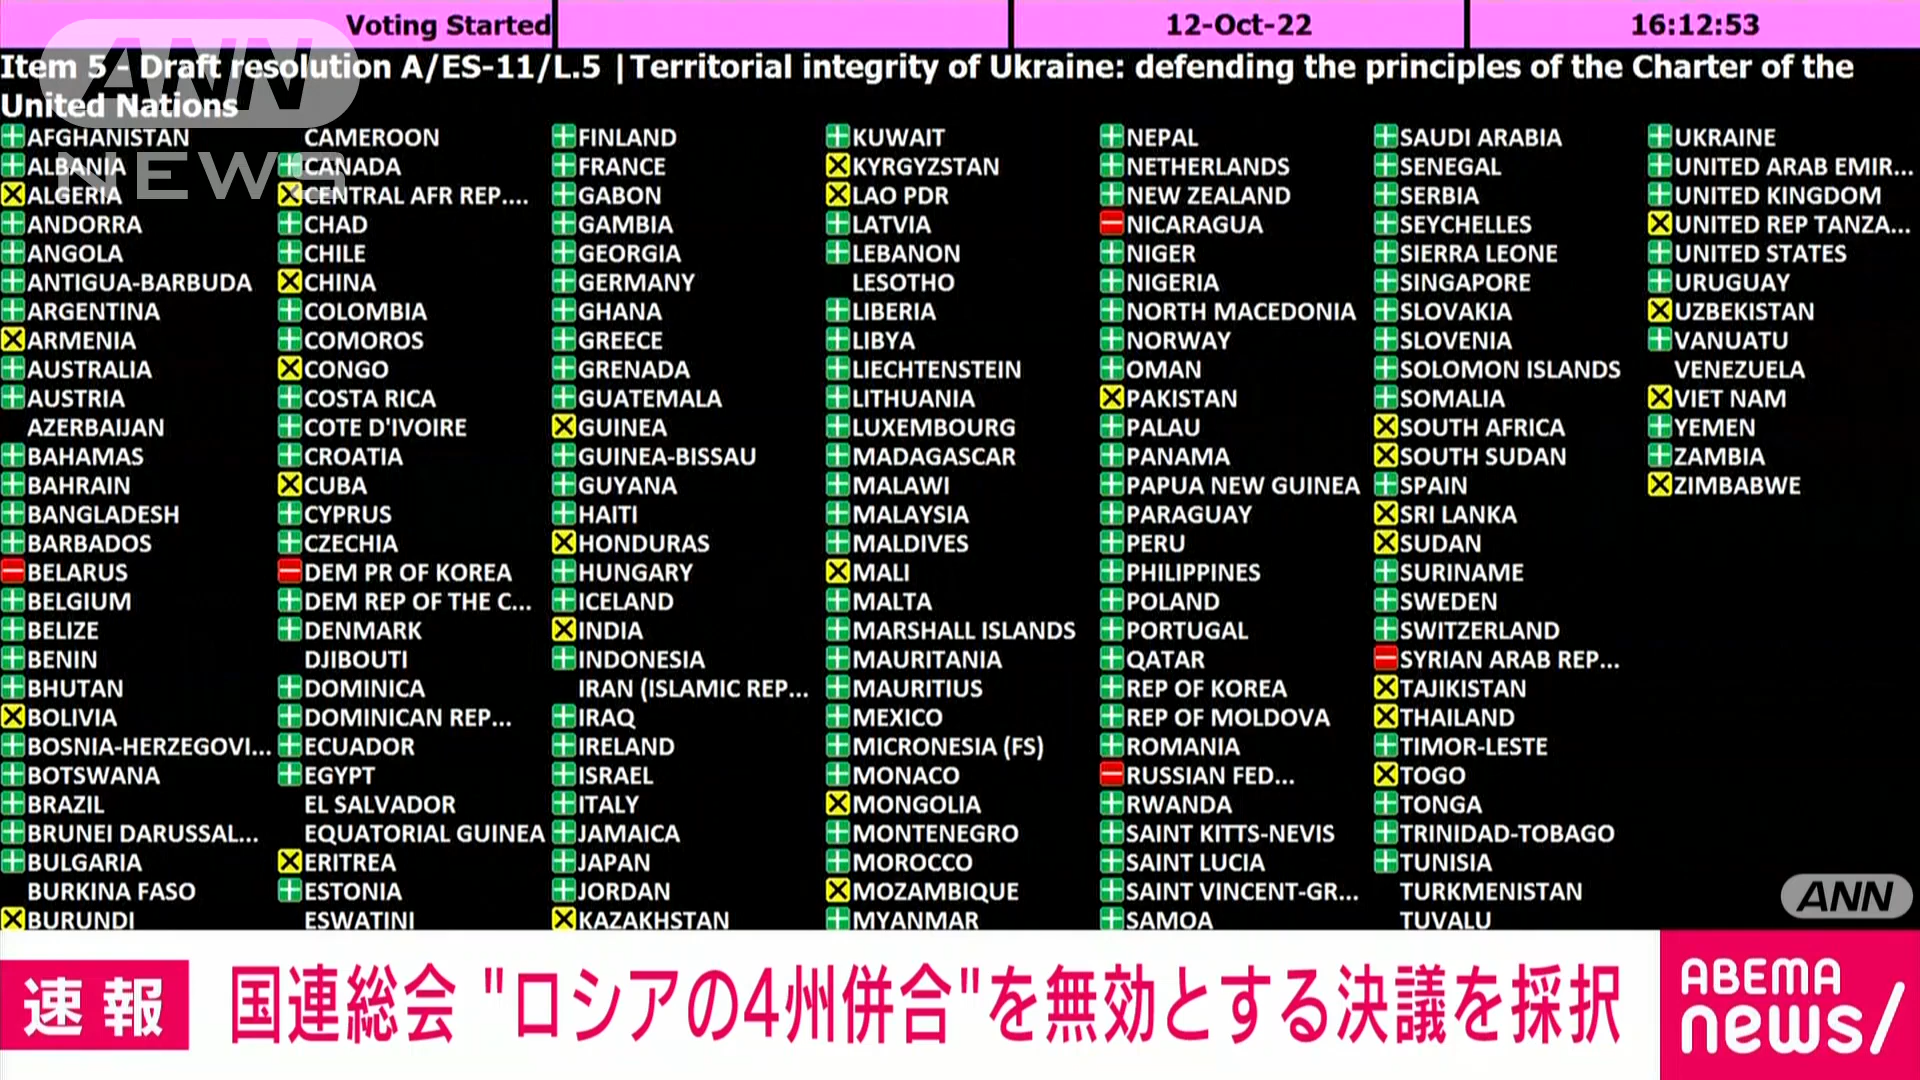 Voting Started 12-Oct-22 16:12:53
Item 5 - Draft resolution A/ES-11/L.5 | Territorial integrity of Ukraine: defending the principles of the Charter of the
United Nations
ANN
NEWS
AFGHANISTAN
ALBANIA
ALGERIA
ANDORRA
ANGOLA
ANTIGUA-BARBUDA
ARGENTINA
ARMENIA
AUSTRALIA
AUSTRIA
AZERBAIJAN
BAHAMAS
BAHRAIN
BANGLADESH
BARBADOS
BELARUS
BELGIUM
BELIZE
BENIN
BHUTAN
BOLIVIA
BOSNIA-HERZEGOVI...
BOTSWANA
BRAZIL
BRUNEI DARUSSAL...
BULGARIA
BURKINA FASO
BURUNDI
CAMEROON
CANADA
CENTRAL AFR REP....
CHAD
CHILE
CHINA
COLOMBIA
COMOROS
CONGO
COSTA RICA
COTE D'IVOIRE
CROATIA
CUBA
CYPRUS
CZECHIA
DEM PR OF KOREA
DEM REP OF THE C...
DENMARK
DJIBOUTI
DOMINICA
DOMINICAN REP...
ECUADOR
EGYPT
EL SALVADOR
EQUATORIAL GUINEA
ERITREA
ESTONIA
ESWATINI
FINLAND
FRANCE
GABON
GAMBIA
GEORGIA
GERMANY
GHANA
GREECE
GRENADA
GUATEMALA
GUINEA
GUINEA-BISSAU
GUYANA
HAITI
HONDURAS
HUNGARY
ICELAND
INDIA
INDONESIA
IRAN (ISLAMIC REP...
IRAQ
IRELAND
ISRAEL
ITALY
JAMAICA
JAPAN
JORDAN
KAZAKHSTAN
KUWAIT
KYRGYZSTAN
LAO PDR
LATVIA
LEBANON
LESOTHO
LIBERIA
LIBYA
LIECHTENSTEIN
LITHUANIA
LUXEMBOURG
MADAGASCAR
MALAWI
MALAYSIA
MALDIVES
MALI
MALTA
MARSHALL ISLANDS
MAURITANIA
MAURITIUS
MEXICO
MICRONESIA (FS)
MONACO
MONGOLIA
MONTENEGRO
MOROCCO
MOZAMBIQUE
MYANMAR
NEPAL
NETHERLANDS
NEW ZEALAND
NICARAGUA
NIGER
NIGERIA
NORTH MACEDONIA
NORWAY
OMAN
PAKISTAN
PALAU
PANAMA
PAPUA NEW GUINEA
PARAGUAY
PERU
PHILIPPINES
POLAND
PORTUGAL
QATAR
REP OF KOREA
REP OF MOLDOVA
ROMANIA
RUSSIAN FED...
RWANDA
SAINT KITTS-NEVIS
SAINT LUCIA
SAINT VINCENT-GR...
SAMOA
SAUDI ARABIA
SENEGAL
SERBIA
SEYCHELLES
SIERRA LEONE
SINGAPORE
SLOVAKIA
SLOVENIA
SOLOMON ISLANDS
SOMALIA
SOUTH AFRICA
SOUTH SUDAN
SPAIN
SRI LANKA
SUDAN
SURINAME
SWEDEN
SWITZERLAND
SYRIAN ARAB REP...
TAJIKISTAN
THAILAND
TIMOR-LESTE
TOGO
TONGA
TRINIDAD-TOBAGO
TUNISIA
TURKMENISTAN
TUVALU
UKRAINE
UNITED ARAB EMIR...
UNITED KINGDOM
UNITED REP TANZA...
UNITED STATES
URUGUAY
UZBEKISTAN
VANUATU
VENEZUELA
VIET NAM
YEMEN
ZAMBIA
ZIMBABWE
ANN
速報 国連総会 "ロシアの4州併合"を無効とする決議を採択
ABEMA
news/